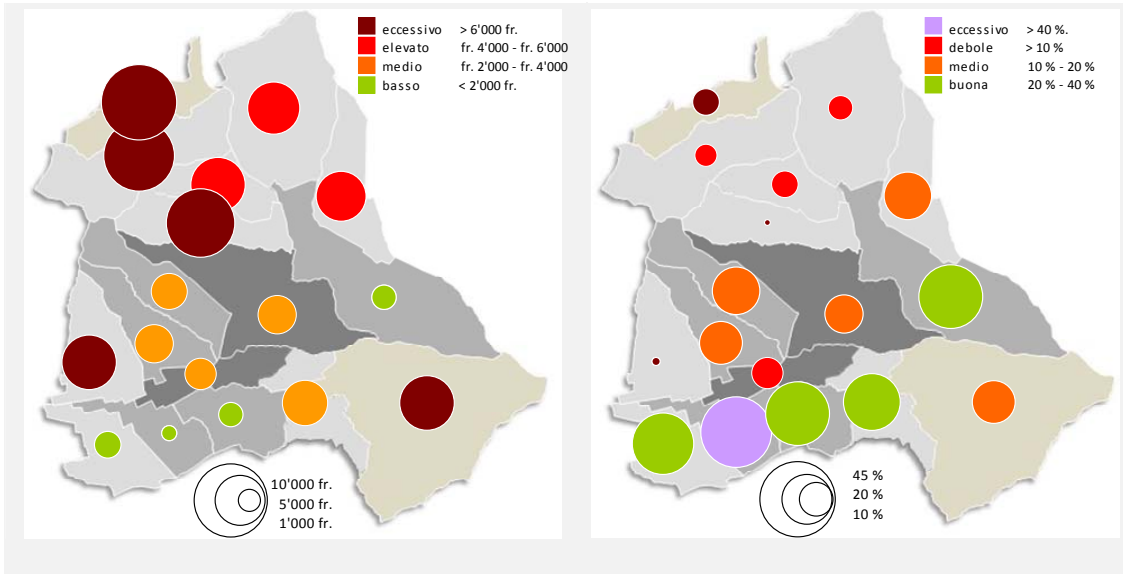 eccessivo > 6'000 fr.
elevato fr. 4'000 - fr. 6'000
medio fr. 2'000 - fr. 4'000
basso < 2'000 fr.
10'000 fr.
5'000 fr.
1'000 fr.
eccessivo > 40 %.
debole > 10 %
medio 10 % - 20 %
buona 20 % - 40 %
45 %
20 %
10 %